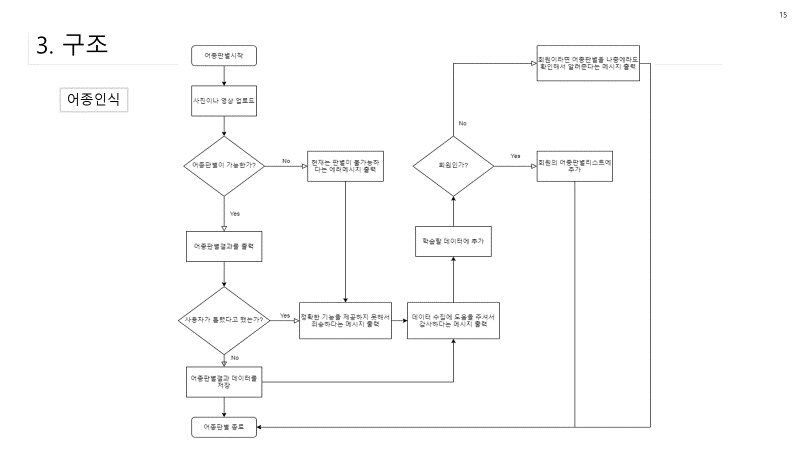 15
3. 구조
어종인식
어종판별시작
사진이나 영상 업로드
어종판별이 가능한가?
No
현재는 판별이 불가능하
다는 에러메시지 출력
Yes
어종판별결과를 출력
사용자가 틀렸다고 했는가?
Yes
정확한 기능을 제공하지 못해서
죄송하다는 메시지 출력
데이터 수집에 도움을 주셔서
감사하다는 메시지 출력
No
어종판별결과 데이터를
저장
어종판별 종료
학습할 데이터에 추가
회원인가?
No
회원이라면 어종판별을 나중에라도
확인해서 알려준다는 메시지 출력
Yes
회원의 어종판별리스트에
추가